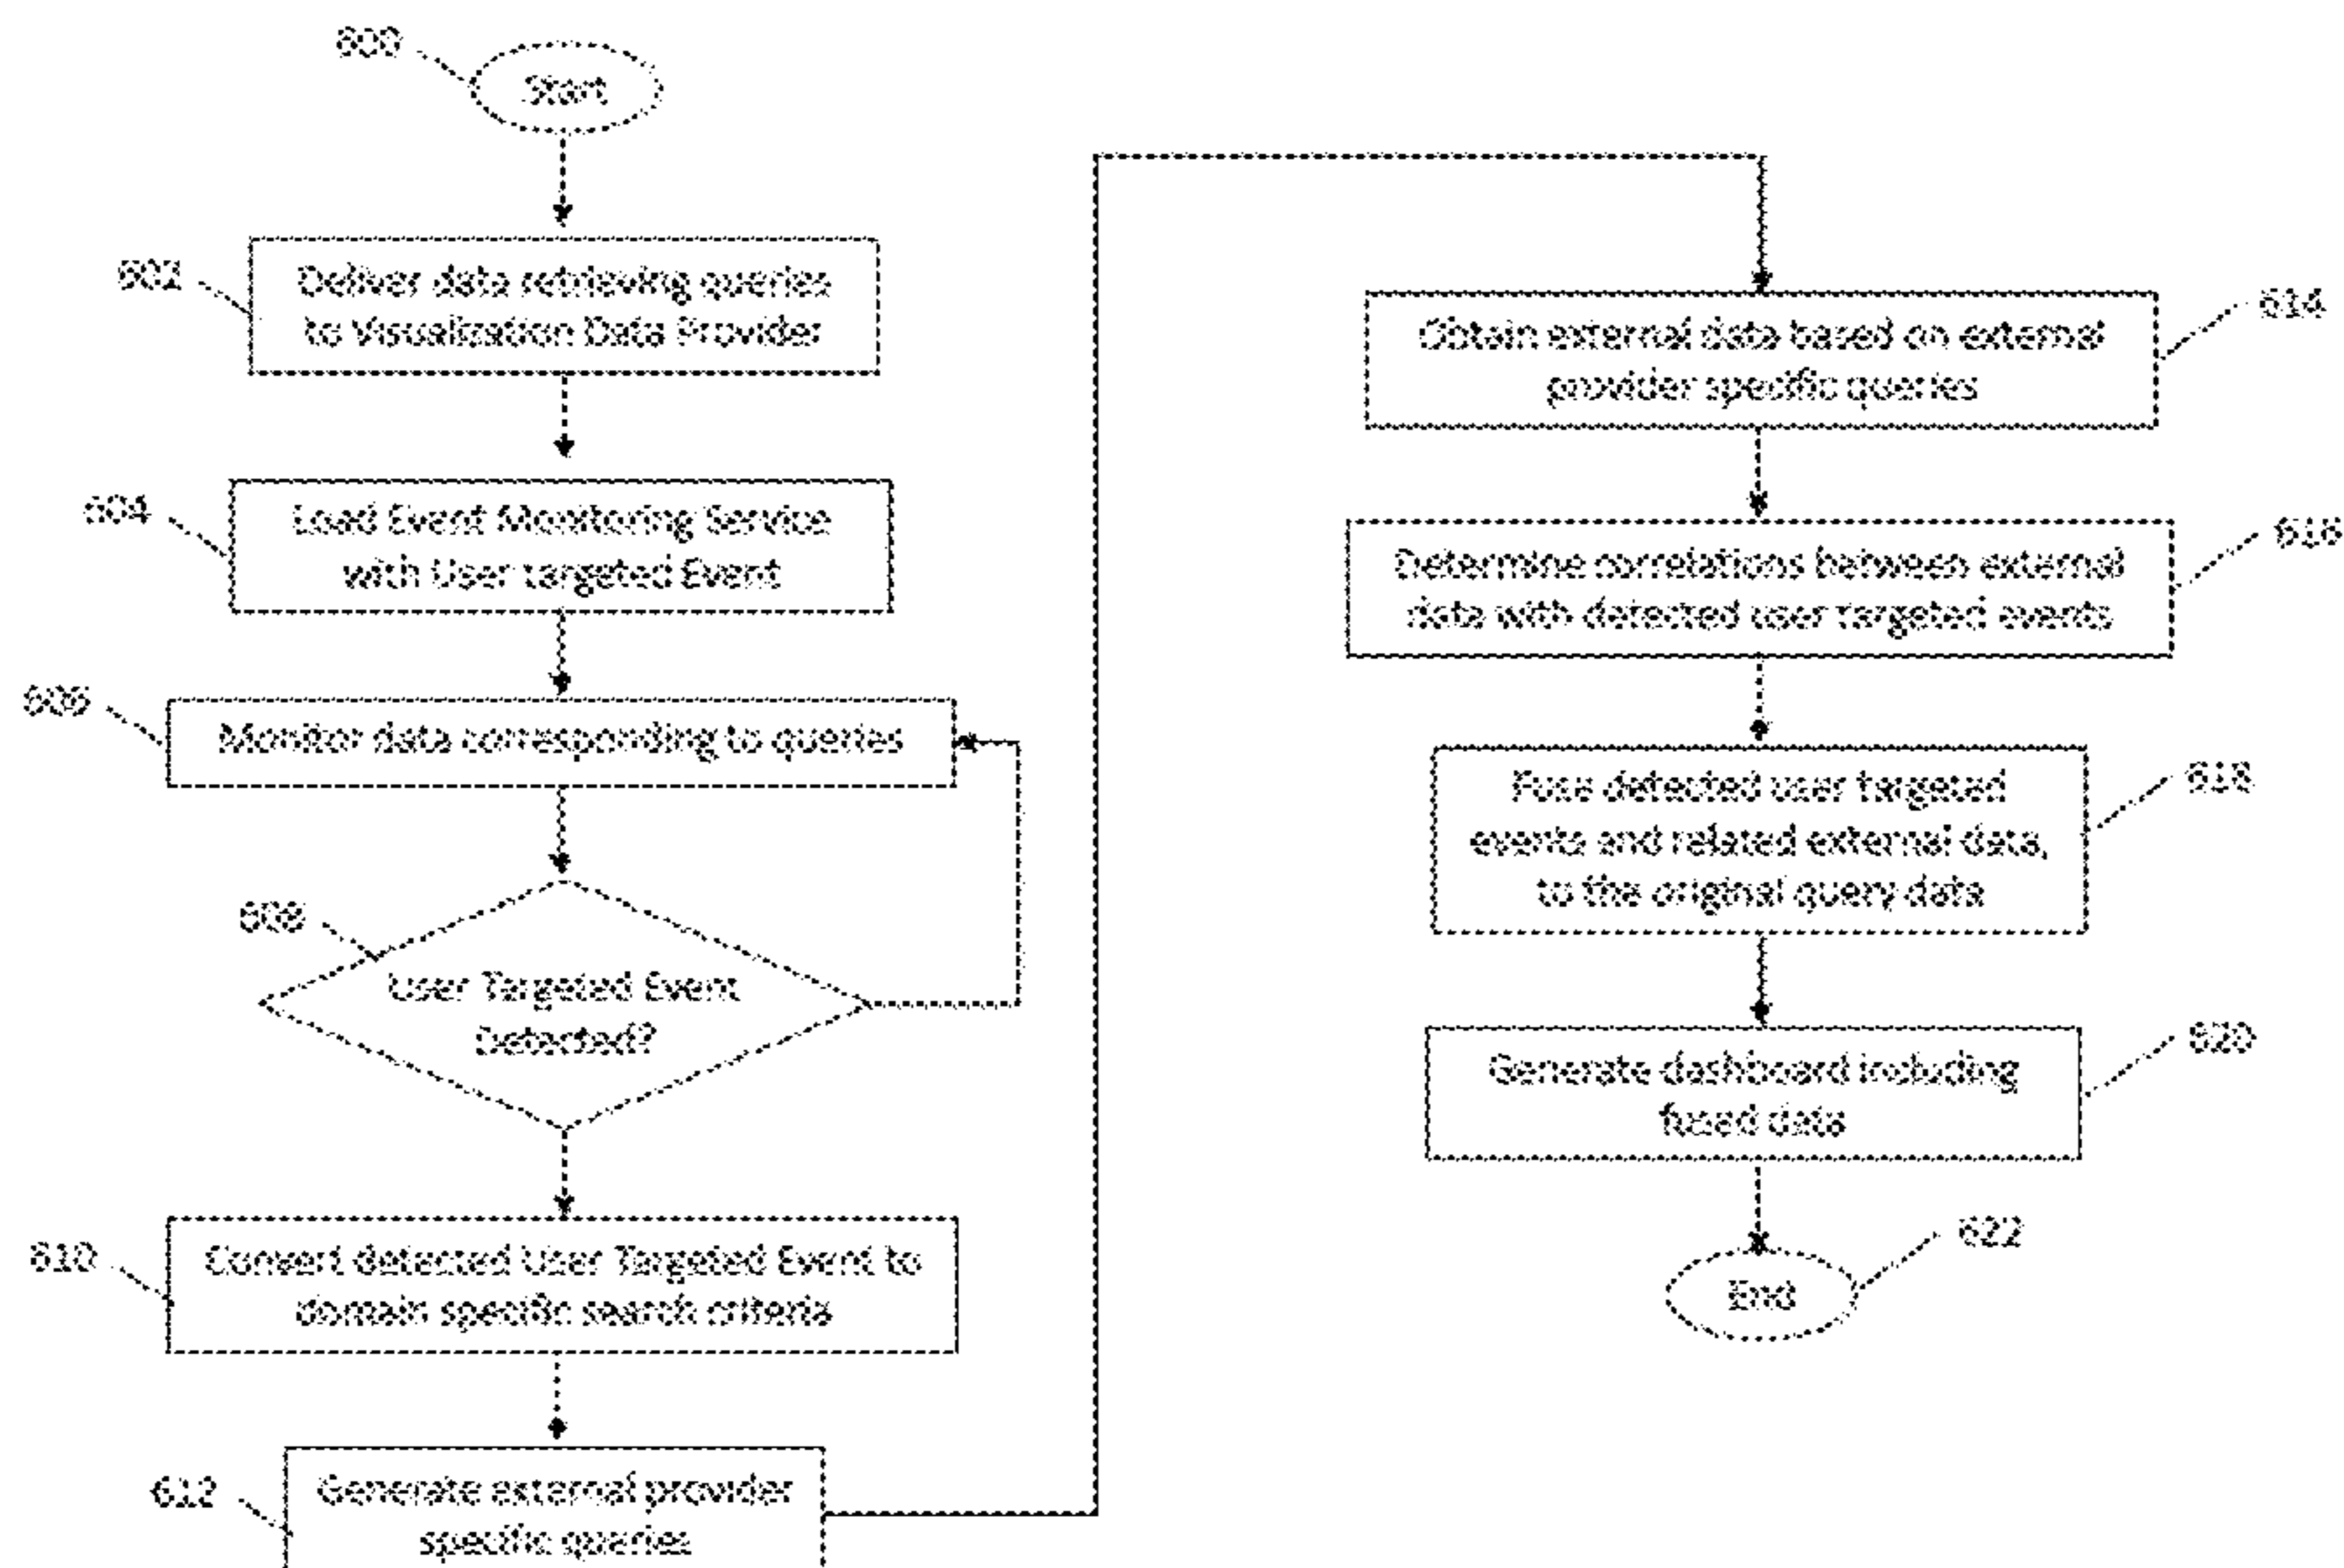 600
Start
602
Deliver data retrieving queries
to Visualization Data Provider
604
Load Event Monitoring Service
with User targeted Event
606
Monitor data corresponding to queries
608
User Targeted Event
Detected?
610
Convert detected User Targeted Event to
domain specific search criteria
612
Generate external provider
specific queries
614
Obtain external data based on external
provider specific queries
616
Determine correlations between external
data with detected user targeted events
618
Fuse detected user targeted
events and related external data,
to the original query data
620
Generate dashboard including
fused data
622
End